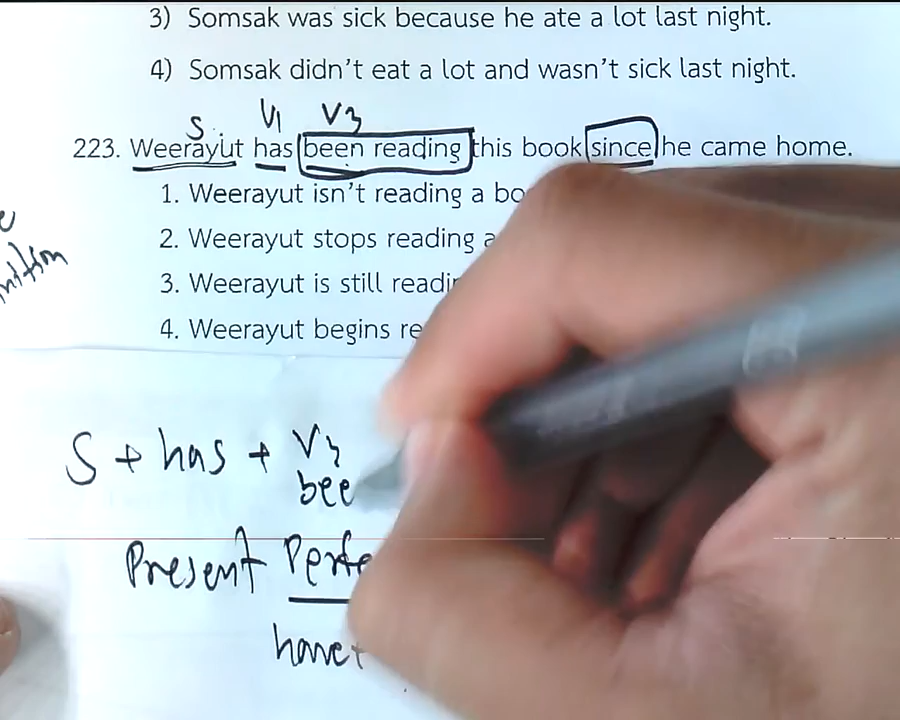 3) Somsak was sick because he ate a lot last night.
4) Somsak didn't eat a lot and wasn't sick last night.
S V1 V3
223. Weerayut has been reading this book since he came home.
1. Weerayut isn't reading a bo
2. Weerayut stops reading a
3. Weerayut is still readi
4. Weerayut begins re
S + has + V3
bee
Present Perfe
have+